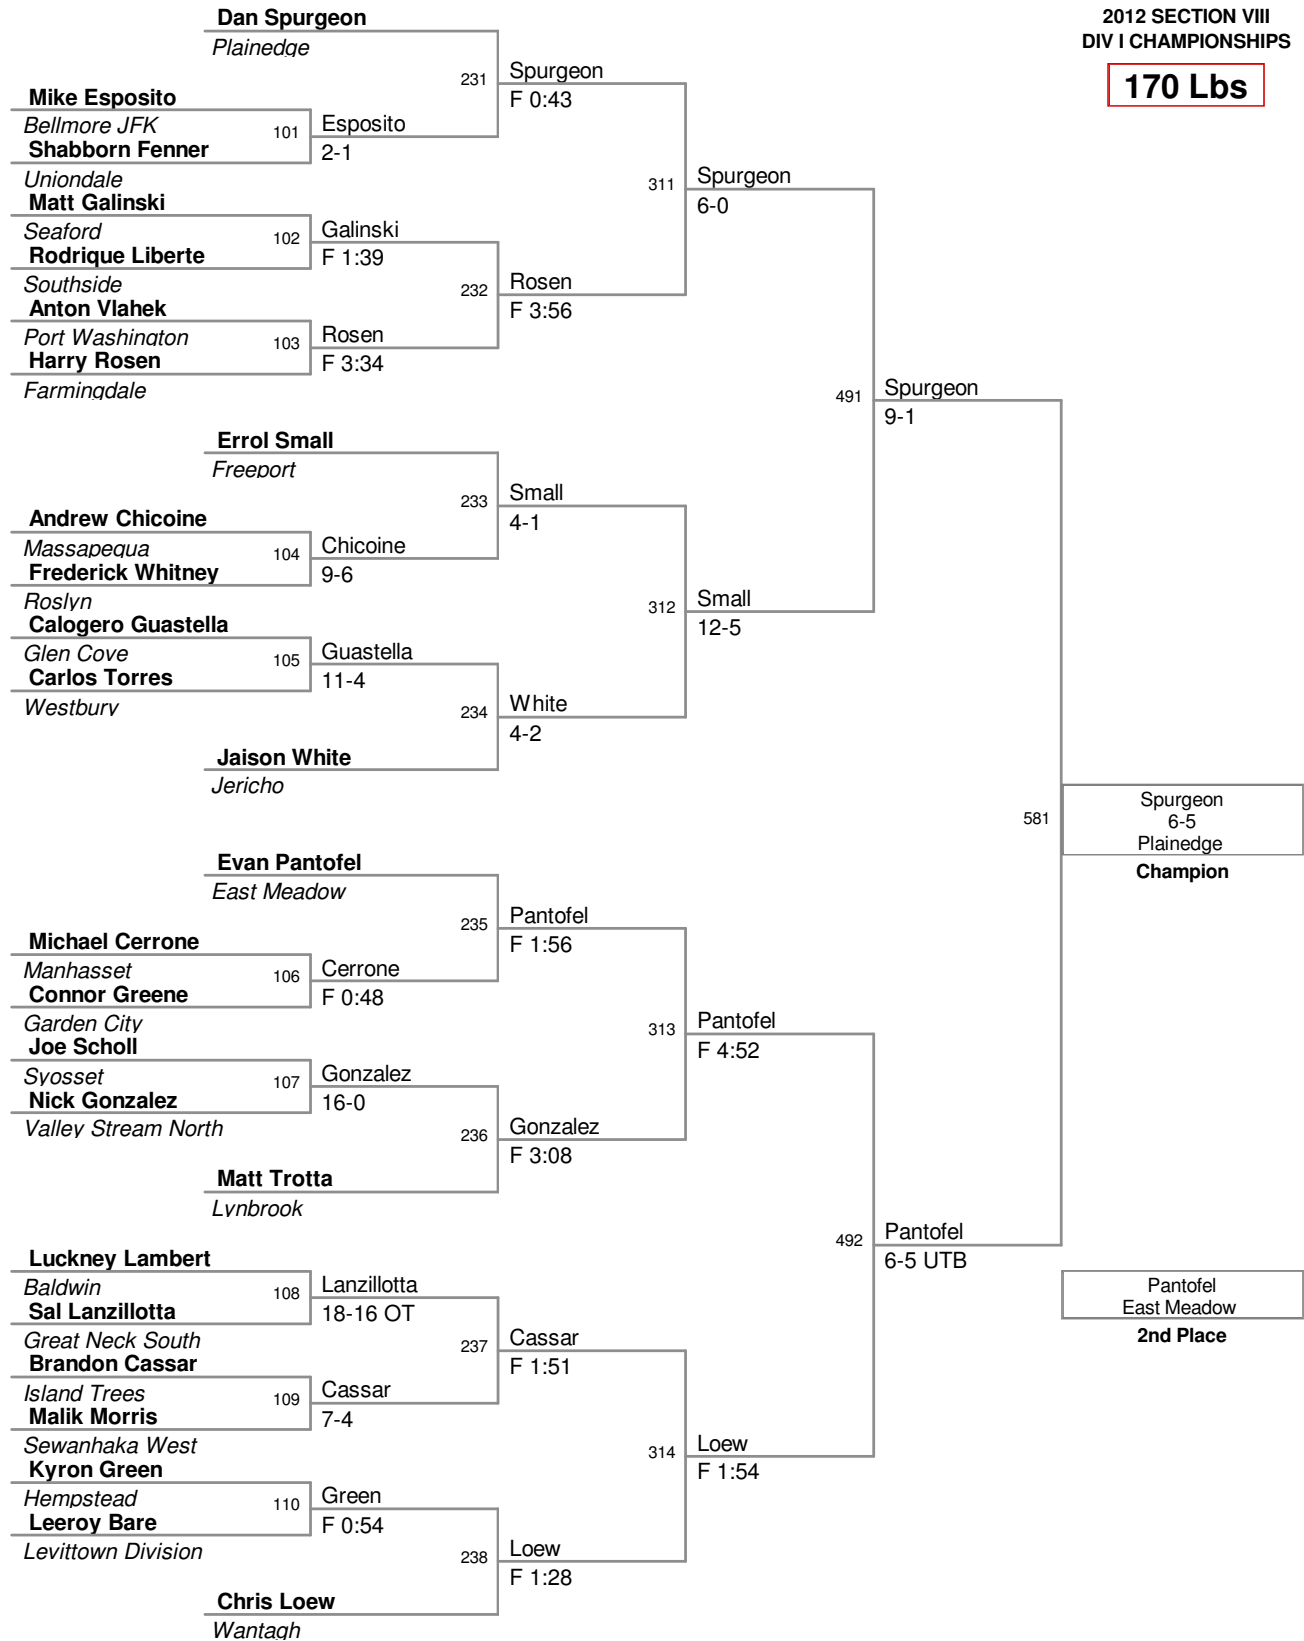 2012 SECTION VIII
DIV I CHAMPIONSHIPS
170 Lbs
Dan Spurgeon
Plainedge
231
Spurgeon
F 0:43
Mike Esposito
Bellmore JFK
101
Esposito
2-1
Shabborn Fenner
Uniondale
311
Spurgeon
6-0
Matt Galinski
Seaford
102
Galinski
F 1:39
Rodrique Liberte
Southside
232
Rosen
F 3:56
Anton Vlahek
Port Washington
103
Rosen
F 3:34
Harry Rosen
Farmingdale
491
Spurgeon
9-1
Errol Small
Freeport
233
Small
4-1
Andrew Chicoine
Massapequa
104
Chicoine
9-6
Frederick Whitney
Roslyn
312
Small
12-5
Calogero Guastella
Glen Cove
105
Guastella
11-4
Carlos Torres
Westbury
234
White
4-2
Jaison White
Jericho
581
Spurgeon
6-5
Plainedge
Champion
Evan Pantofel
East Meadow
235
Pantofel
F 1:56
Michael Cerrone
Manhasset
106
Cerrone
F 0:48
Connor Greene
Garden City
313
Pantofel
F 4:52
Joe Scholl
Syosset
107
Gonzalez
16-0
Nick Gonzalez
Valley Stream North
236
Gonzalez
F 3:08
Matt Trotta
Lynbrook
492
Pantofel
6-5 UTB
Luckney Lambert
Baldwin
108
Lanzillotta
18-16 OT
Sal Lanzillotta
Great Neck South
237
Cassar
F 1:51
Pantofel
East Meadow
2nd Place
Brandon Cassar
Island Trees
109
Cassar
7-4
Malik Morris
Sewanhaka West
314
Loew
F 1:54
Kyron Green
Hempstead
110
Green
F 0:54
Leeroy Bare
Levittown Division
238
Loew
F 1:28
Chris Loew
Wantagh